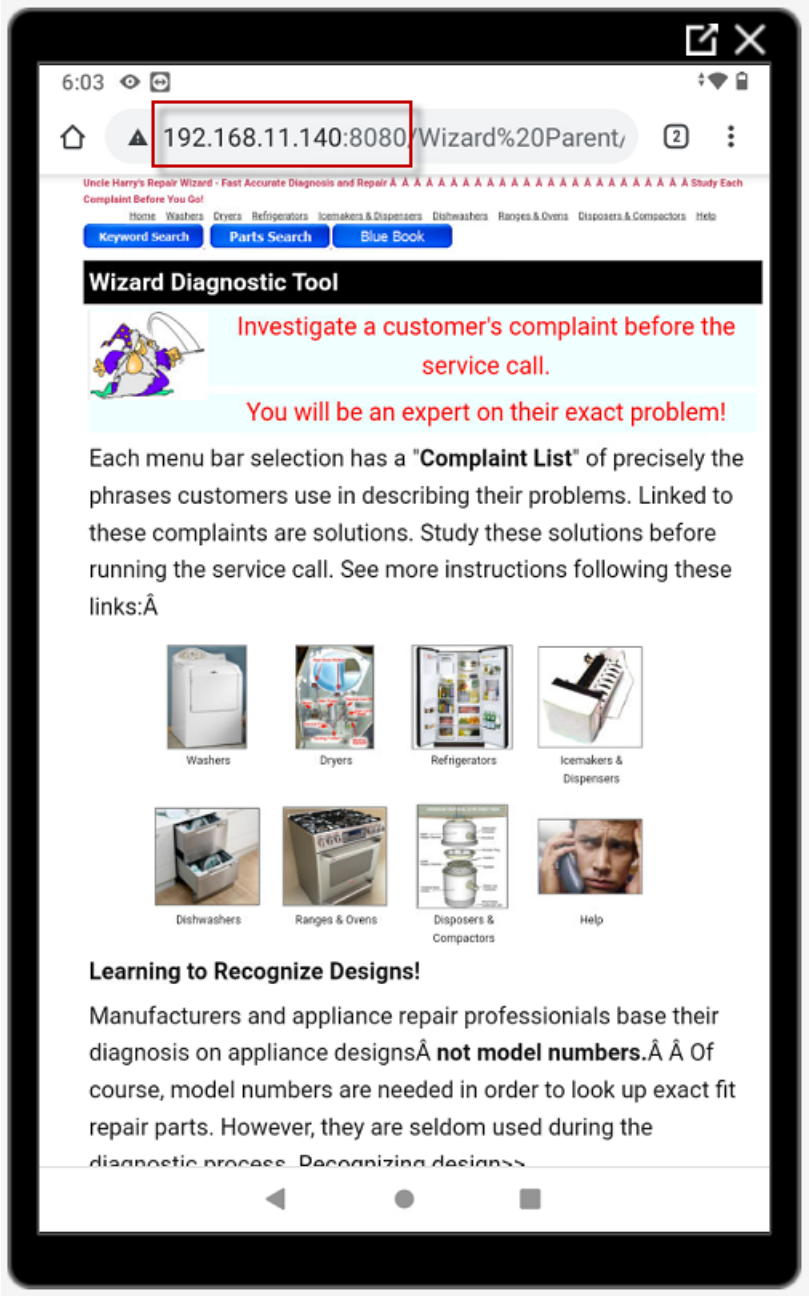 6:03
192.168.11.140:8080/Wizard%20Parent/
2
Uncle Harry's Repair Wizard - Fast Accurate Diagnosis and Repair Â Â Â Â Â Â Â Â Â Â Â Â Â Â Â Â Â Â Â Â Â Â Â Â Â Study Each
Complaint Before You Go!
Home Washers Dryers Refrigerators Icemakers & Dispensers Dishwashers Ranges & Ovens Disposers & Compactors Help
Keyword Search Parts Search Blue Book
Wizard Diagnostic Tool
Investigate a customer's complaint before the
service call.
You will be an expert on their exact problem!
Each menu bar selection has a "Complaint List" of precisely the
phrases customers use in describing their problems. Linked to
these complaints are solutions. Study these solutions before
running the service call. See more instructions following these
links:Â
Washers Dryers Refrigerators Icemakers &
Dispensers
Dishwashers Ranges & Ovens Disposers & Help
Compactors
Learning to Recognize Designs!
Manufacturers and appliance repair professionals base their
diagnosis on appliance designsÂ not model numbers.Â Â Of
course, model numbers are needed in order to look up exact fit
repair parts. However, they are seldom used during the
diagnostic process. Recognizing design>>